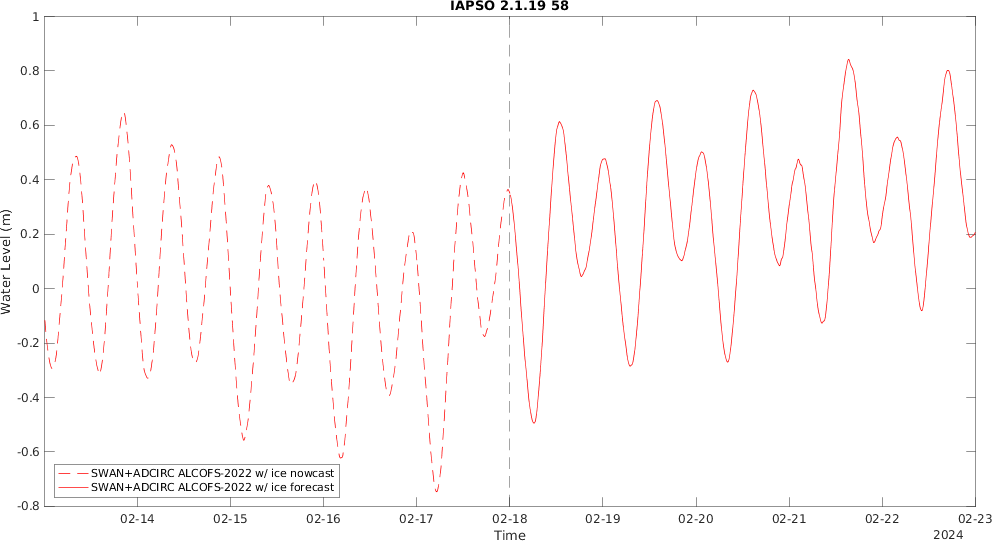 IAPSO 2.1.19 58
1
0.8
0.6
0.4
0.2
0
-0.2
-0.4
-0.6
-0.8
Water Level (m)
SWAN+ADCIRC ALCOFS-2022 w/ ice nowcast
SWAN+ADCIRC ALCOFS-2022 w/ ice forecast
02-14 02-15 02-16 02-17 02-18 02-19 02-20 02-21 02-22 02-23
Time
2024